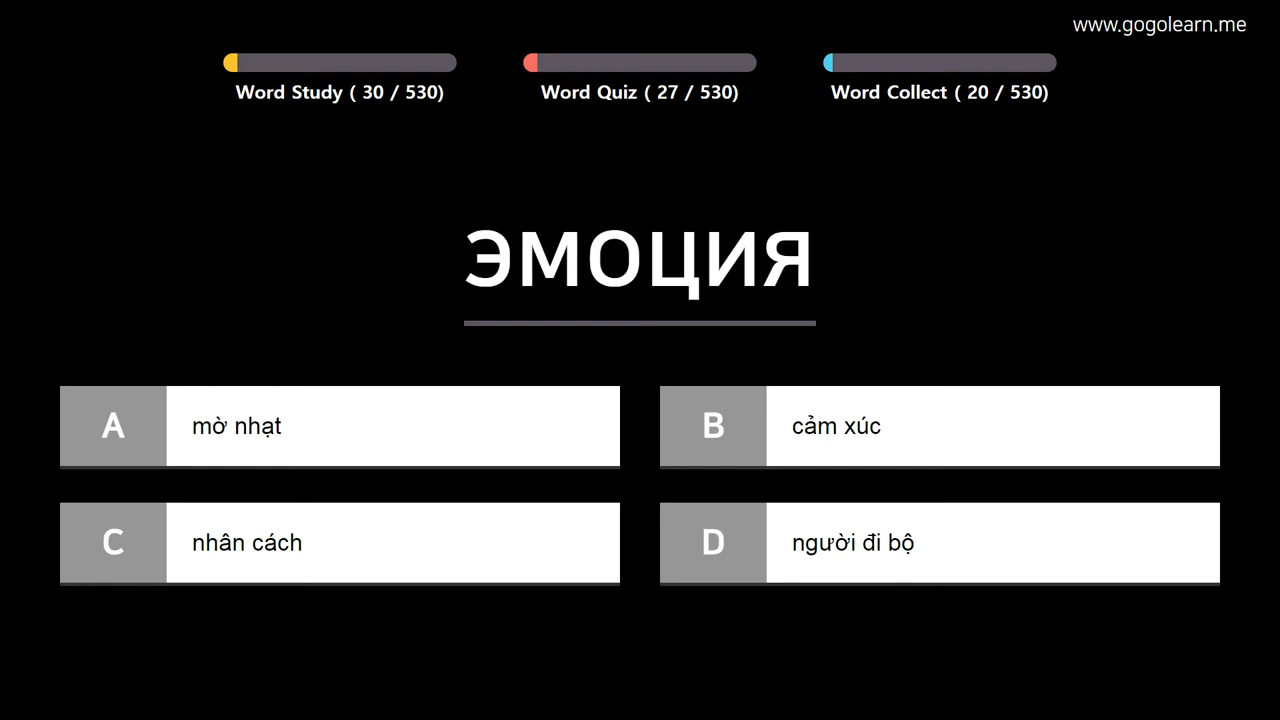 www.gogolearn.me
Word Study ( 30 / 530)
Word Quiz ( 27 / 530)
Word Collect ( 20 / 530)
ЭМОЦИЯ
A
mờ nhạt
B
cảm xúc
C
nhân cách
D
người đi bộ